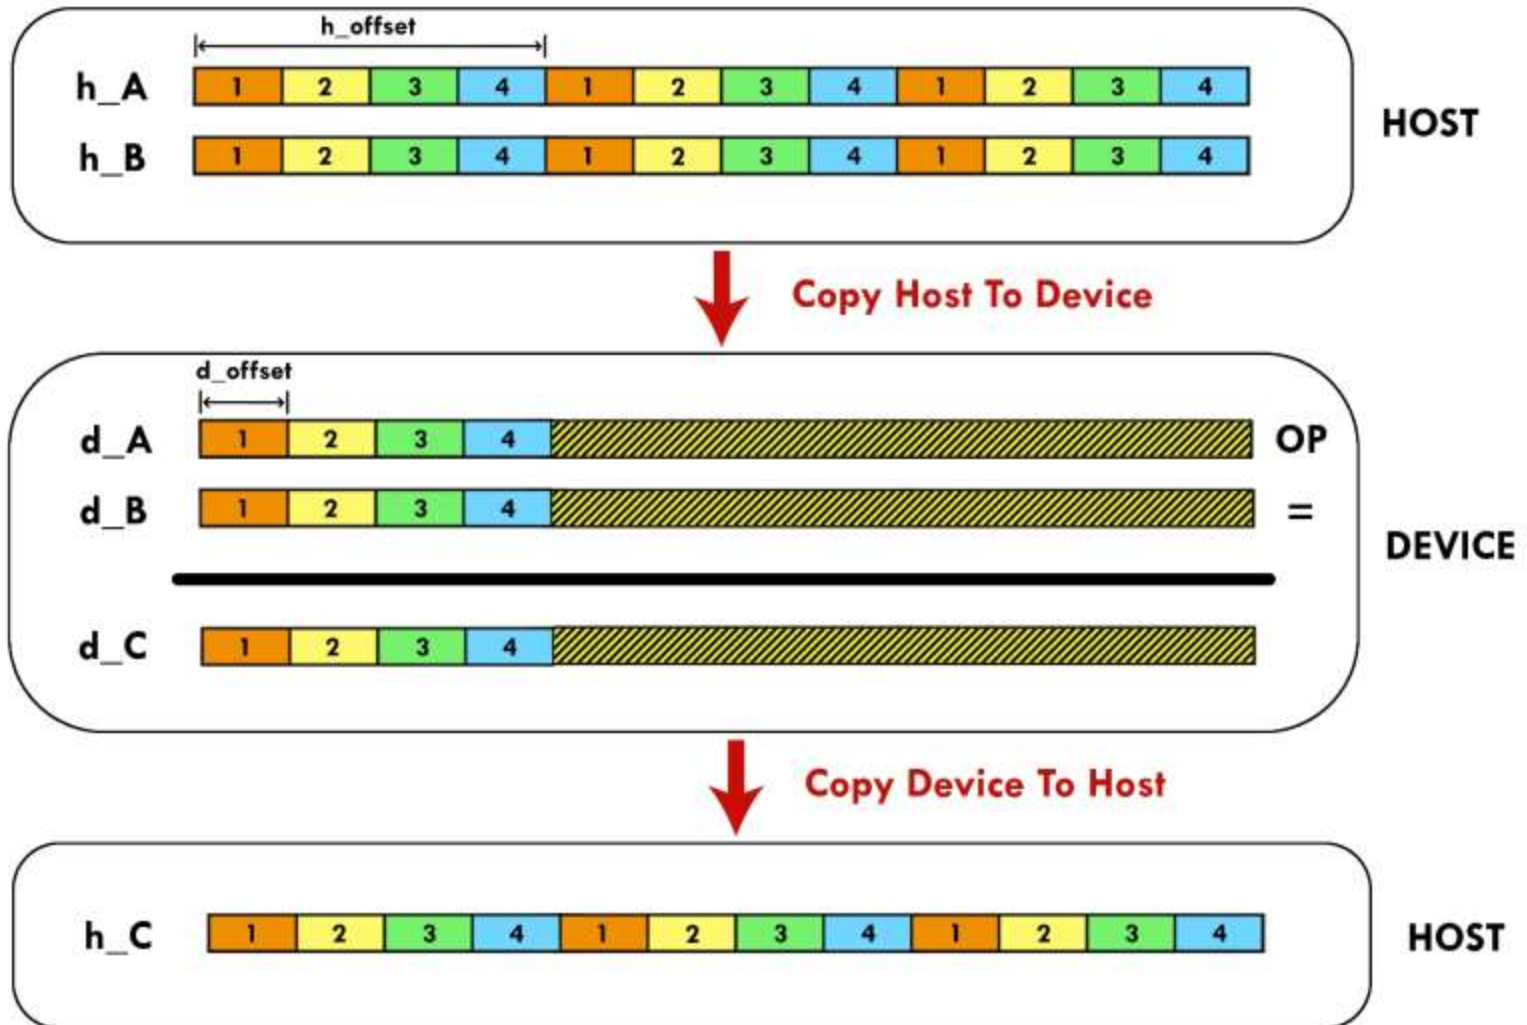 h_offset
h_A 1 2 3 4 1 2 3 4 1 2 3 4
HOST
h_B 1 2 3 4 1 2 3 4 1 2 3 4
Copy Host To Device
d_offset
d_A 1 2 3 4 OP
d_B 1 2 3 4 =
DEVICE
d_C 1 2 3 4
Copy Device To Host
h_C 1 2 3 4 1 2 3 4 1 2 3 4
HOST